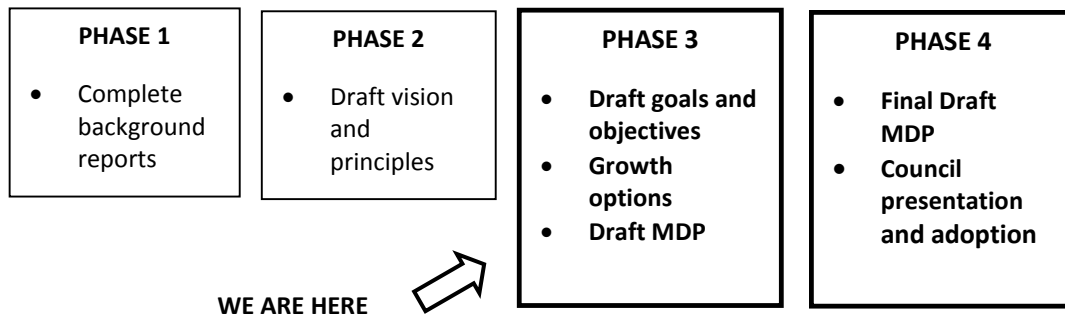 PHASE 1
• Complete
background
reports
PHASE 2
• Draft vision
and
principles
PHASE 3
• Draft goals and
objectives
• Growth
options
• Draft MDP
PHASE 4
• Final Draft
MDP
• Council
presentation
and adoption
WE ARE HERE